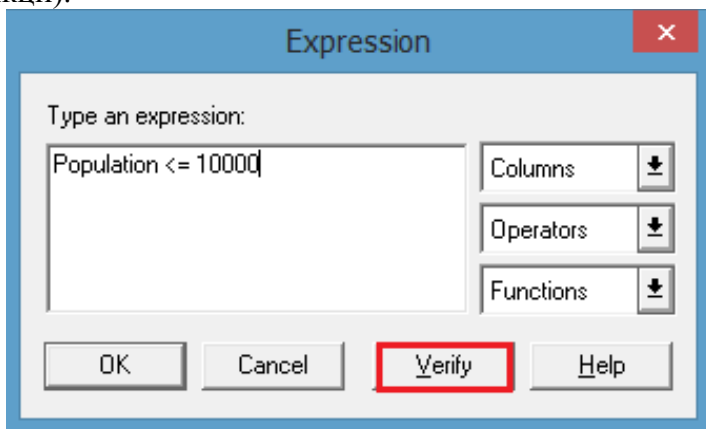 Expression
Type an expression:
Population <= 10000
Columns
Operators
Functions
OK Cancel Verify Help